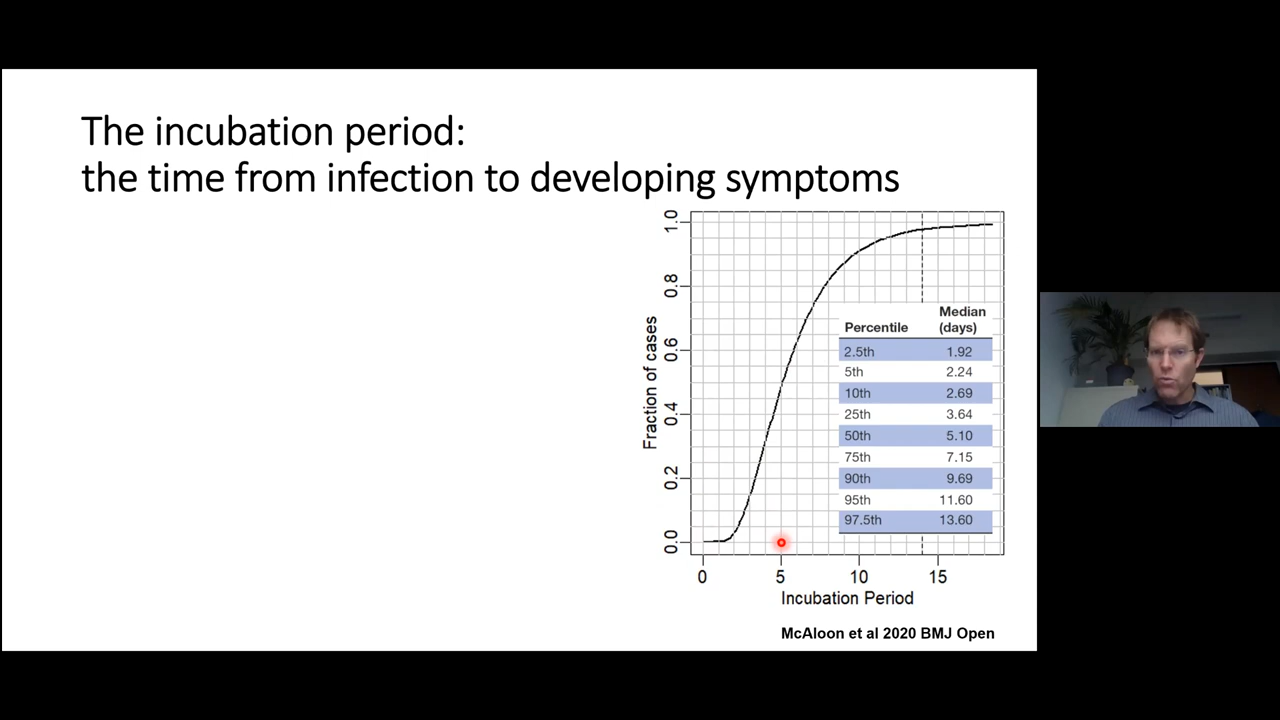 The incubation period:
the time from infection to developing symptoms
Fraction of cases
1.0
0.8
0.6
0.4
0.2
0.0
Percentile Median (days)
2.5th 1.92
5th 2.24
10th 2.69
25th 3.64
50th 5.10
75th 7.15
90th 9.69
95th 11.60
97.5th 13.60
0 5 10 15
Incubation Period
McAloon et al 2020 BMJ Open